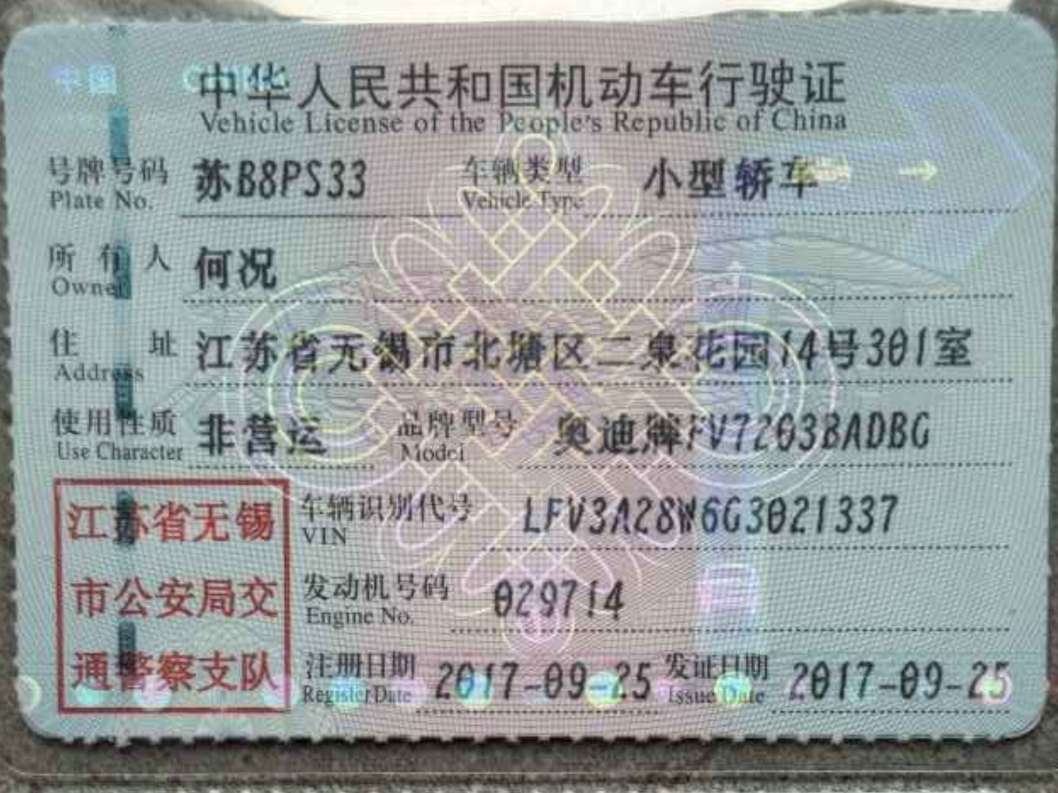 中国 CHINA
中华人民共和国机动车行驶证
Vehicle License of the People's Republic of China
号牌号码 苏B8PS33 车辆类型 小型轿车
Plate No. Vehicle Type
所有人 何况
Owner
住址 江苏省无锡市北塘区二泉花园14号301室
Address
使用性质 非营运 品牌型号 奥迪牌FV7203BADBG
Use Character Model
江苏省无锡 车辆识别代号 LFV3A28W6G3021337
VIN
市公安局交 发动机号码 029714
Engine No.
通警察支队 注册日期 2017-09-25 发证日期 2017-09-25
Register Date Issue Date